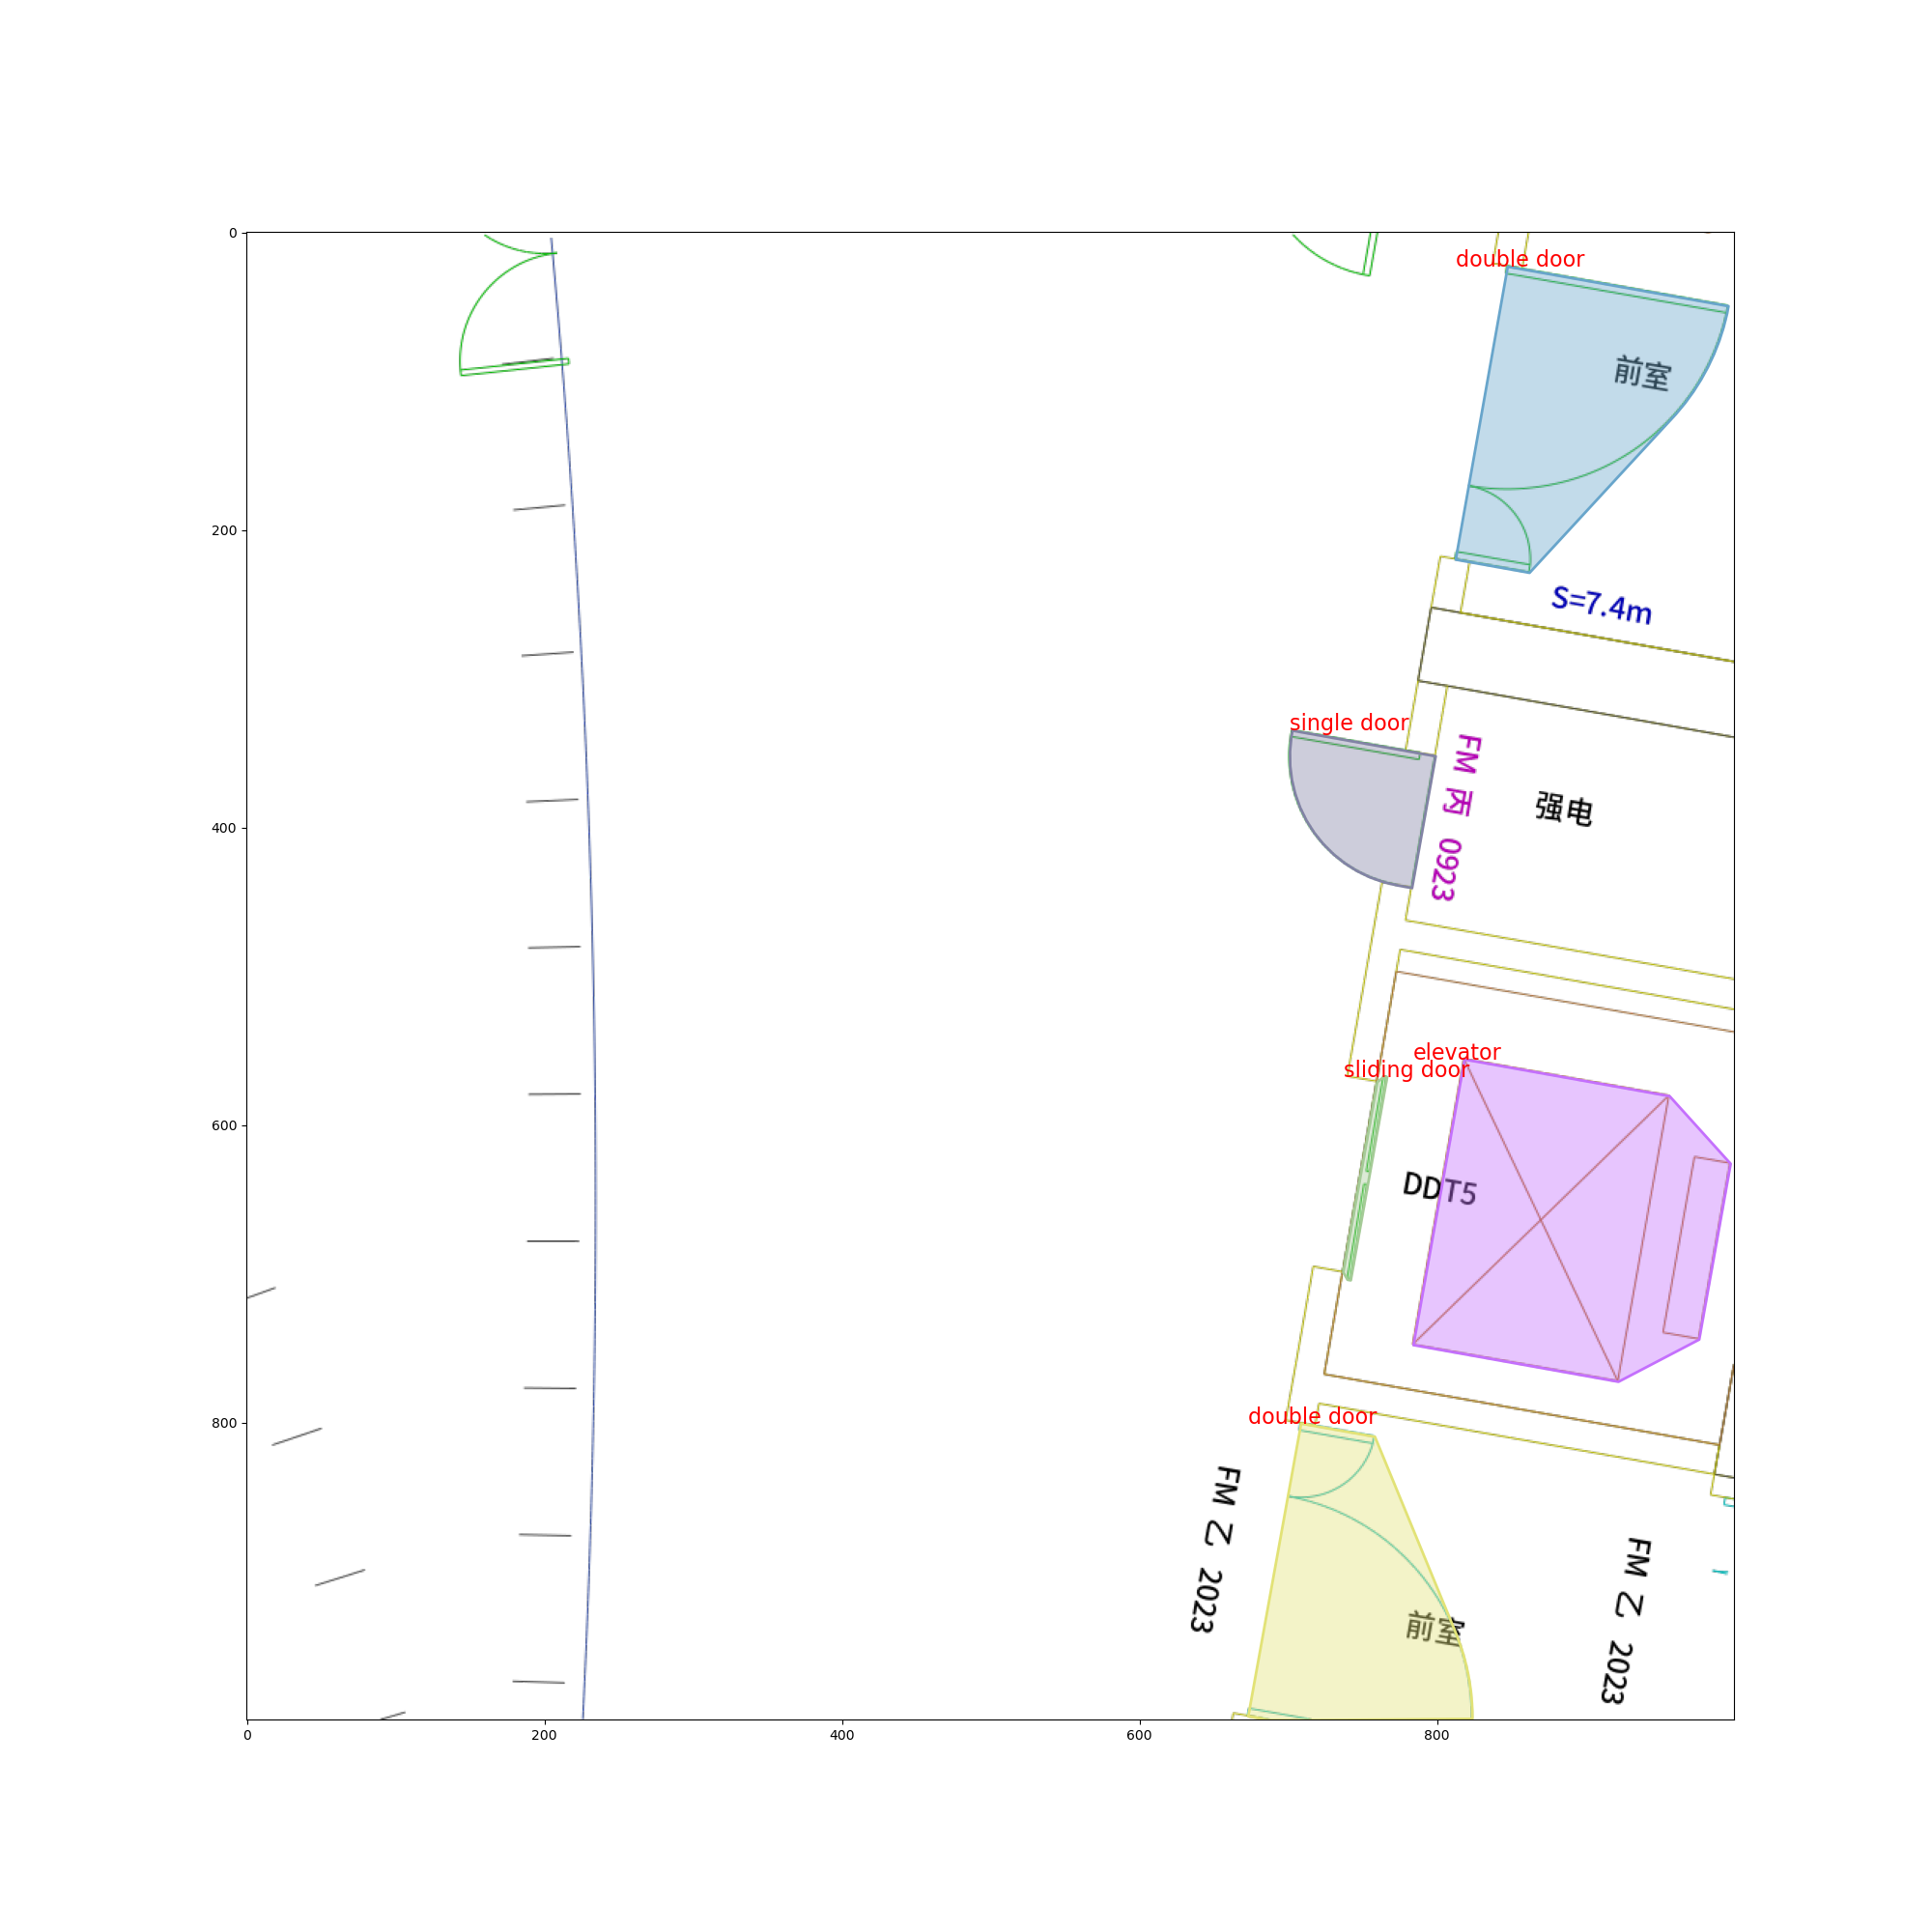 0
200
400
600
800
0
200
400
600
800
double door
前室
S=7.4m
single door
FM 丙 0923
强电
elevator
sliding door
DDT5
double door
FM 乙 2023
前室
FM 乙 2023